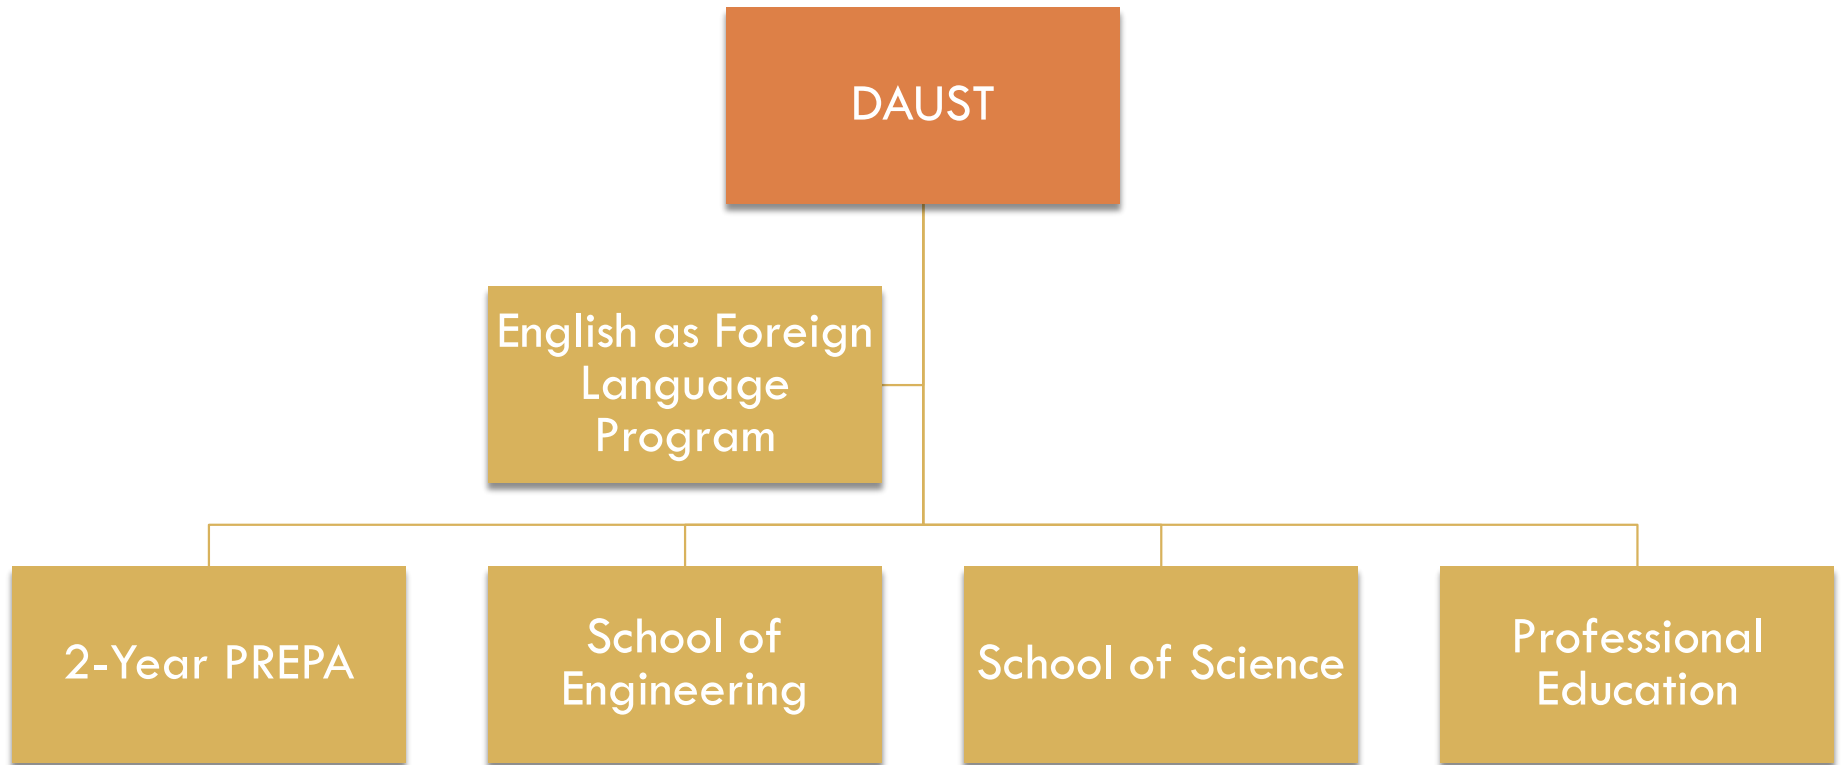 DAUST
English as Foreign
Language
Program
2-Year PREPA
School of
Engineering
School of Science
Professional
Education